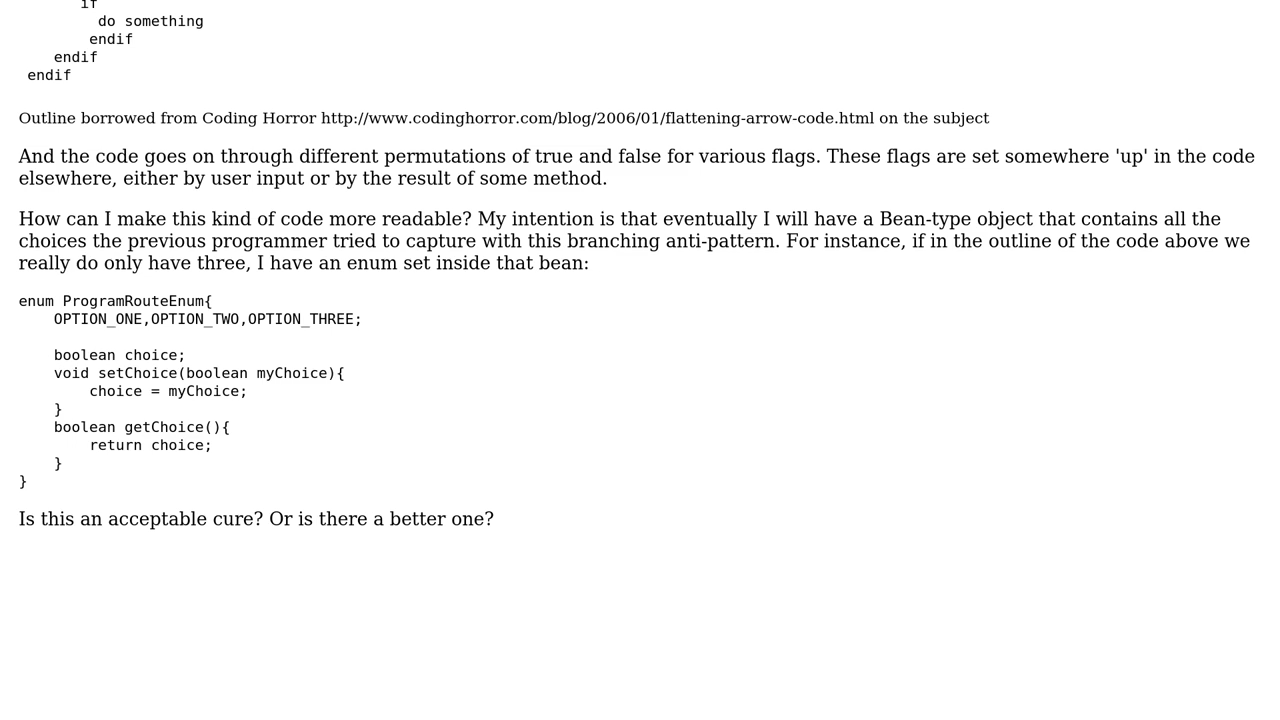 if
do something
endif
endif
endif
Outline borrowed from Coding Horror http://www.codinghorror.com/blog/2006/01/flattening-arrow-code.html on the subject
And the code goes on through different permutations of true and false for various flags. These flags are set somewhere 'up' in the code
elsewhere, either by user input or by the result of some method.
How can I make this kind of code more readable? My intention is that eventually I will have a Bean-type object that contains all the
choices the previous programmer tried to capture with this branching anti-pattern. For instance, if in the outline of the code above we
really do only have three, I have an enum set inside that bean:
enum ProgramRouteEnum{
OPTION_ONE,OPTION_TWO,OPTION_THREE;
boolean choice;
void setChoice(boolean myChoice){
choice = myChoice;
}
boolean getChoice(){
return choice;
}
}
Is this an acceptable cure? Or is there a better one?